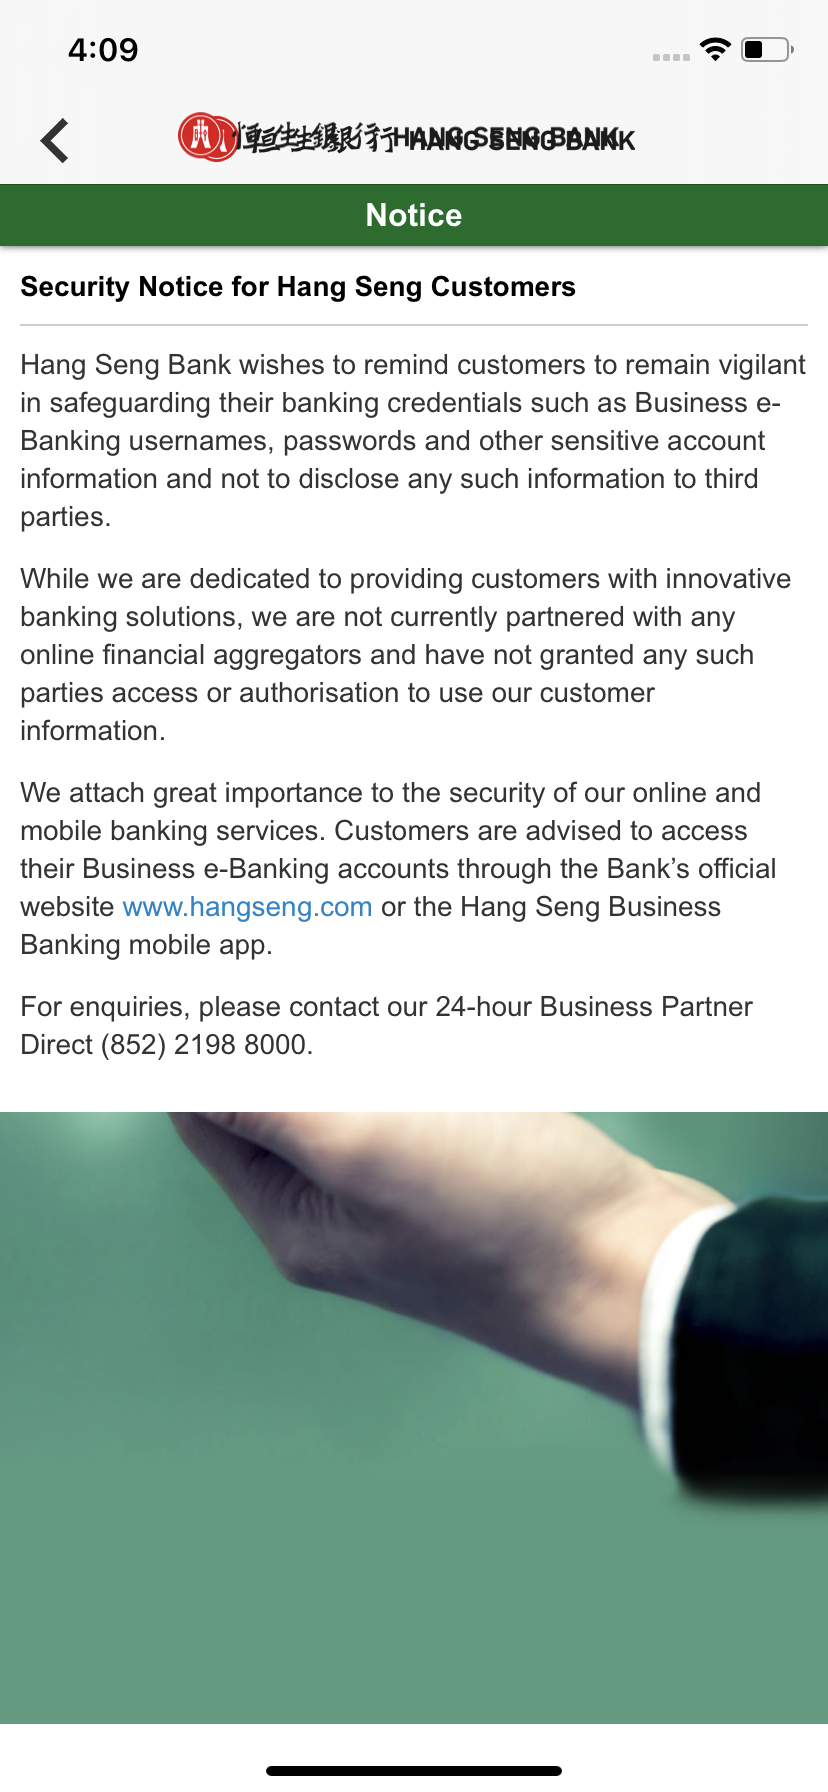 4:09
恒生銀行 HANG SENG BANK
Notice
Security Notice for Hang Seng Customers
Hang Seng Bank wishes to remind customers to remain vigilant
in safeguarding their banking credentials such as Business e-
Banking usernames, passwords and other sensitive account
information and not to disclose any such information to third
parties.
While we are dedicated to providing customers with innovative
banking solutions, we are not currently partnered with any
online financial aggregators and have not granted any such
parties access or authorisation to use our customer
information.
We attach great importance to the security of our online and
mobile banking services. Customers are advised to access
their Business e-Banking accounts through the Bank’s official
website www.hangseng.com or the Hang Seng Business
Banking mobile app.
For enquiries, please contact our 24-hour Business Partner
Direct (852) 2198 8000.